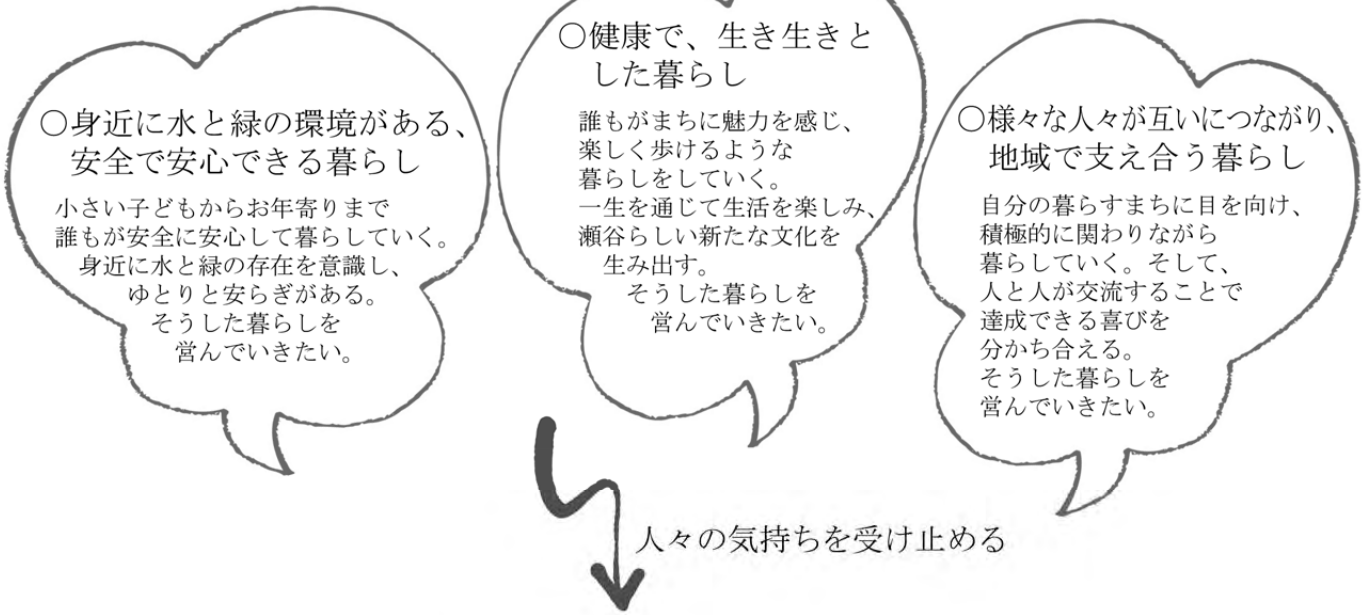 ○身近に水と緑の環境がある、
安全で安心できる暮らし
小さい子どもからお年寄りまで
誰もが安全に安心して暮らしていく。
身近に水と緑の存在を意識し、
ゆとりと安らぎがある。
そうした暮らしを
営んでいきたい。
○健康で、生き生きと
した暮らし
誰もがまちに魅力を感じ、
楽しく歩けるような
暮らしをしていく。
一生を通じて生活を楽しみ、
瀬谷らしい新たな文化を
生み出す。
そうした暮らしを
営んでいきたい。
○様々な人々が互いにつながり、
地域で支え合う暮らし
自分の暮らすまちに目を向け、
積極的に関わりながら
暮らしていく。そして、
人と人が交流することで
達成できる喜びを
分かち合える。
そうした暮らしを
営んでいきたい。
人々の気持ちを受け止める